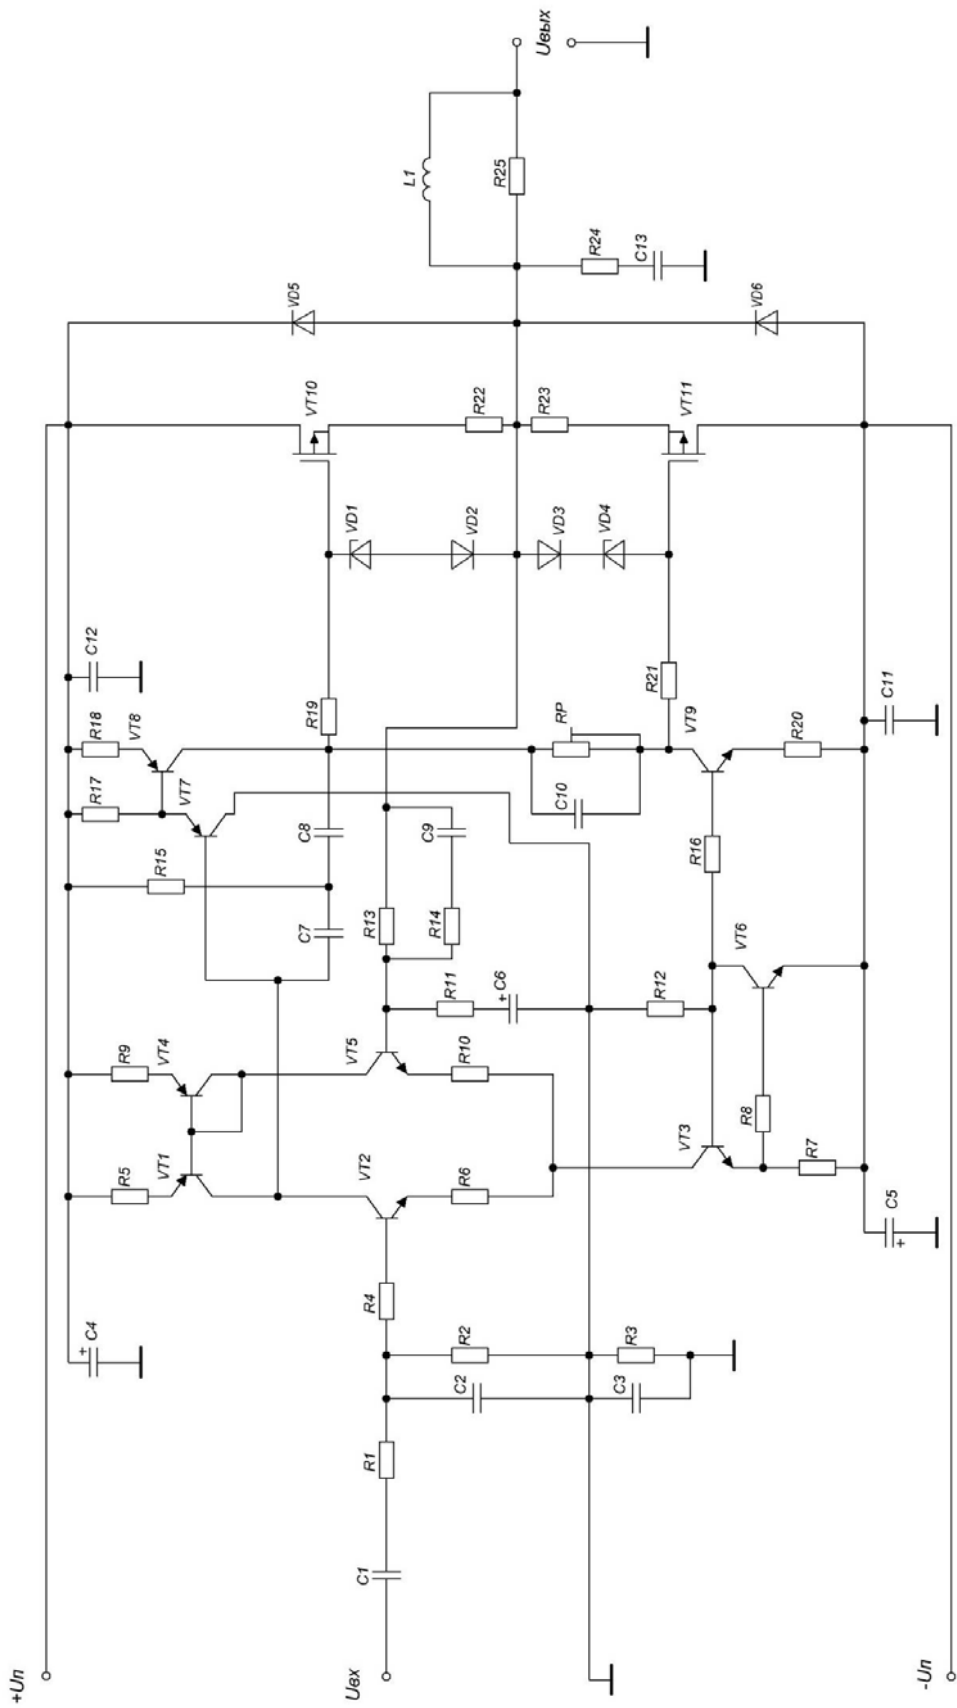 +Uп
Uвх
-Uп
C1
R1
C2
C3
R2
R3
C4
R4
C5
R5
VT1
VT2
R6
VT3
R7
R8
R9
VT4
VT5
R10
R11
C6
R12
VT6
C7
R13
R14
R15
C8
C9
R16
R17
VT7
C10
R18
VT8
RP
VT9
R20
R19
R21
C11
C12
VD1
VD2
VD3
VD4
VT10
R22
R23
VT11
VD5
VD6
R24
C13
L1
R25
Uвых
+
+
+